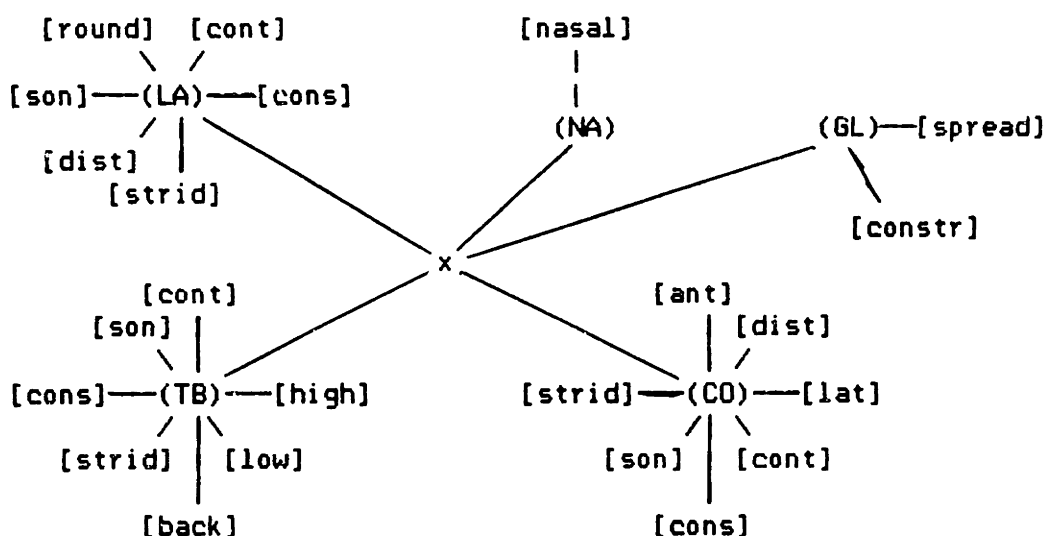 [round] [cont] [nasal]
[son] (LA) [cons]
(NA) (GL) [spread]
[dist]
[strid]
[constr]
x
[cont] [ant]
[son] [dist]
[cons] (TB) [high] [strid] (CO) [lat]
[strid] [low] [son] [cont]
[back] [cons]